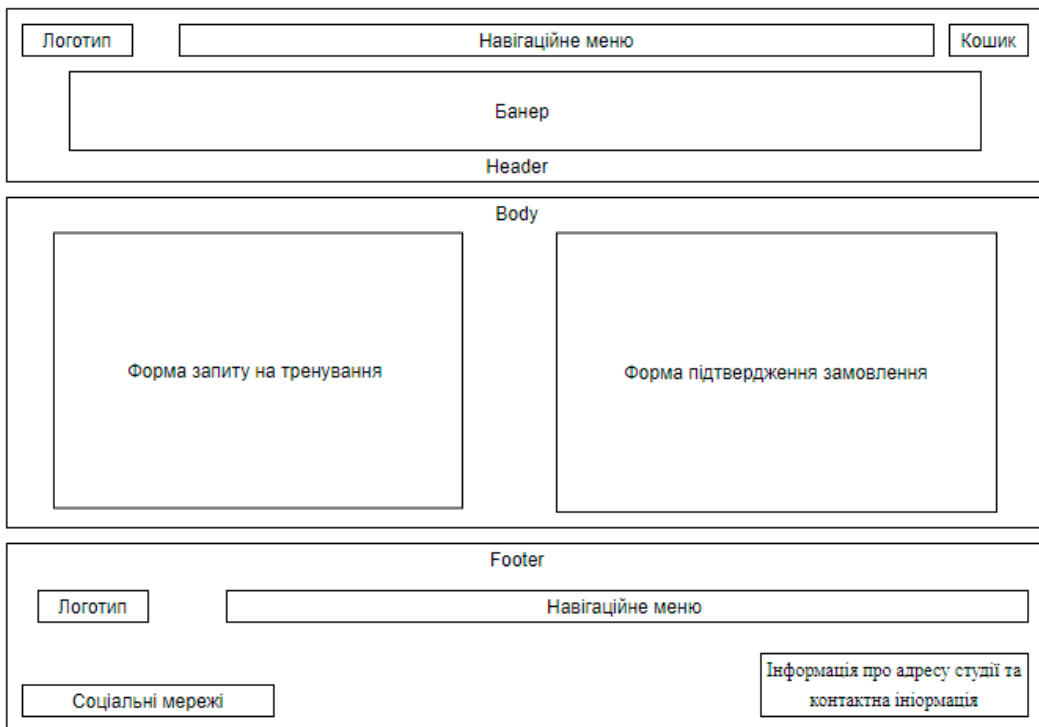 Логотип
Навігаційне меню
Кошик
Банер
Header
Body
Форма запиту на тренування
Форма підтвердження замовлення
Footer
Логотип
Навігаційне меню
Соціальні мережі
Інформація про адресу студії та
контактна ініормація